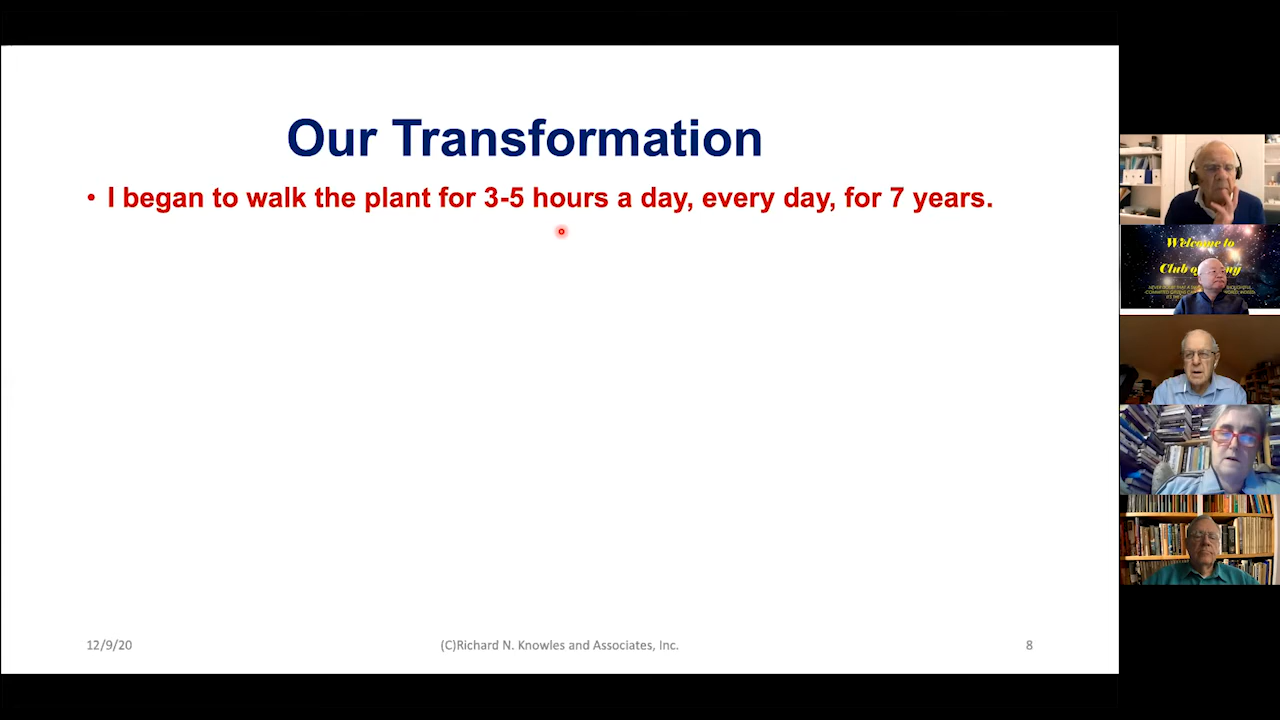 Our Transformation
• I began to walk the plant for 3-5 hours a day, every day, for 7 years.
12/9/20
(C)Richard N. Knowles and Associates, Inc.
8
Welcome to
Club of